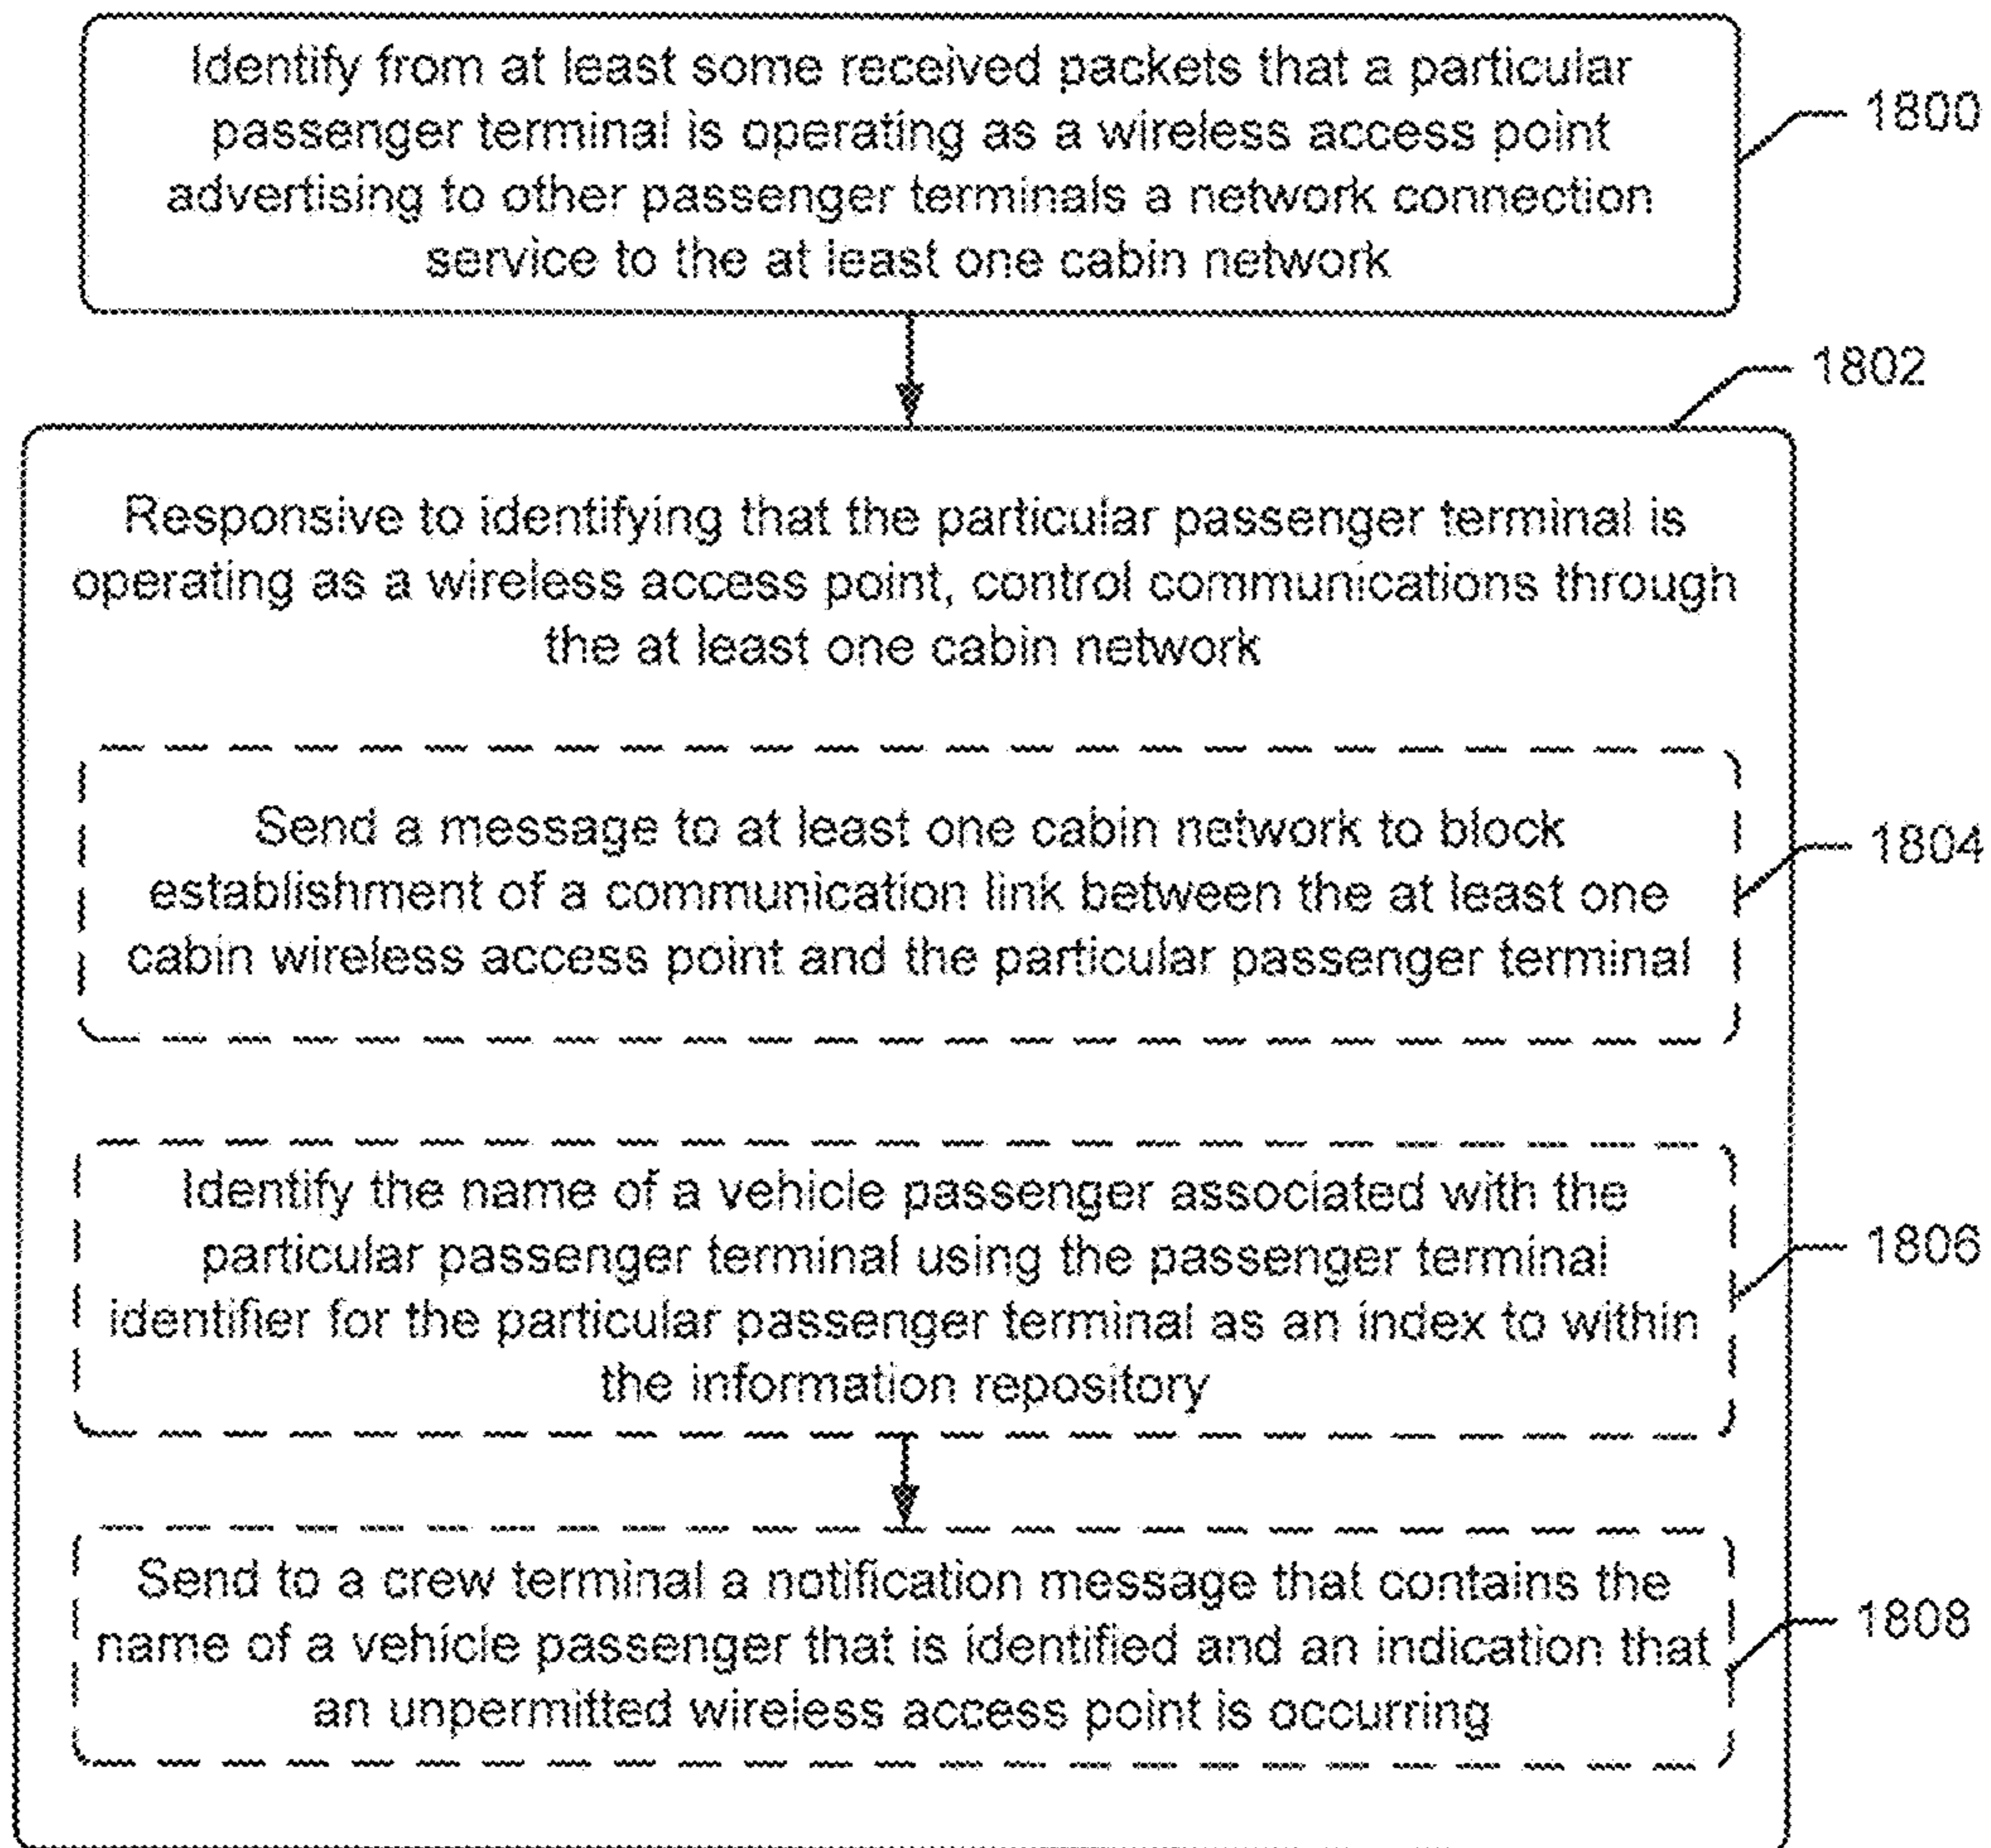 Identify from at least some received packets that a particular
passenger terminal is operating as a wireless access point
advertising to other passenger terminals a network connection
service to the at least one cabin network
1800
1802
Responsive to identifying that the particular passenger terminal is
operating as a wireless access point, control communications through
the at least one cabin network
Send a message to at least one cabin network to block
establishment of a communication link between the at least one
cabin wireless access point and the particular passenger terminal
1804
Identify the name of a vehicle passenger associated with the
particular passenger terminal using the passenger terminal
identifier for the particular passenger terminal as an index to within
the information repository
1806
Send to a crew terminal a notification message that contains the
name of a vehicle passenger that is identified and an indication that
an unpermitted wireless access point is occurring
1808